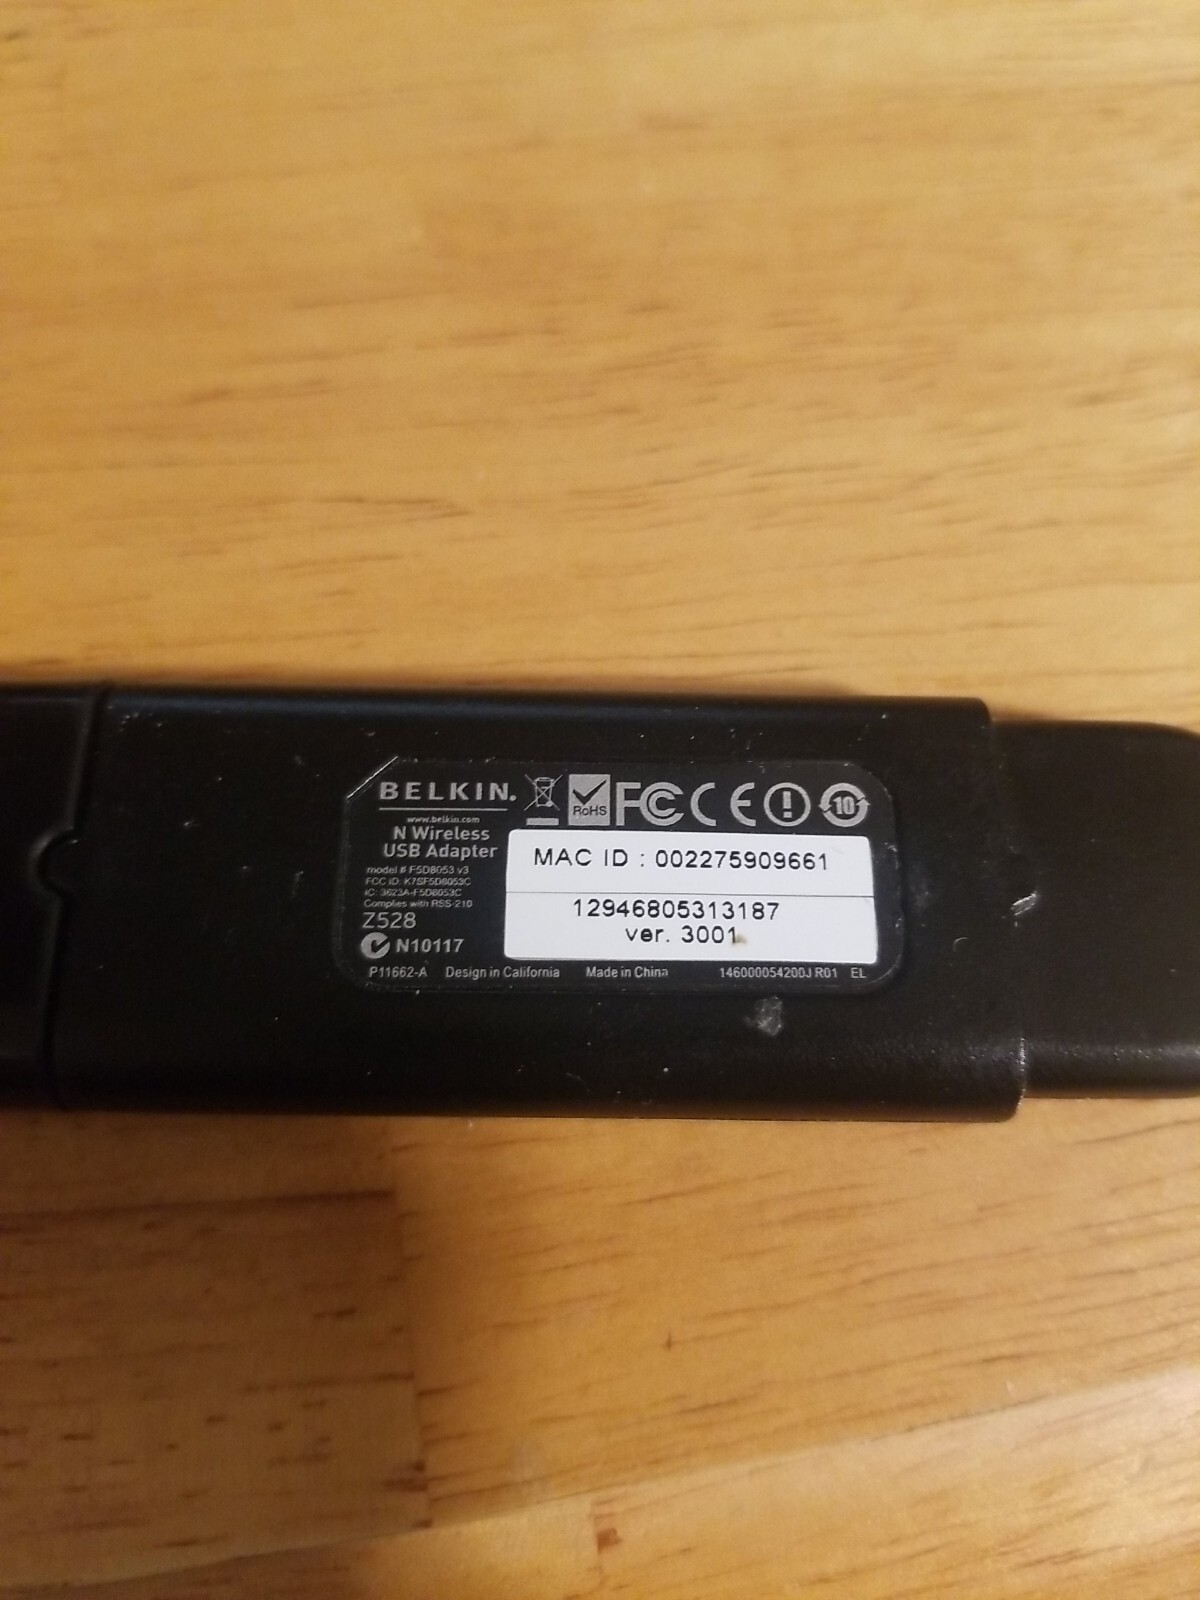 BELKIN.
www.belkin.com
N Wireless
USB Adapter
model # F5D8053 v3
FCC ID: K7SF5D8053C
IC: 3623A-F5D8053C
Complies with RSS-210
Z528
N10117
RoHS
FC CE
10
MAC ID : 002275909661
12946805313187
ver. 3001
P11662-A Design in California Made in China 146000054200J R01 EL